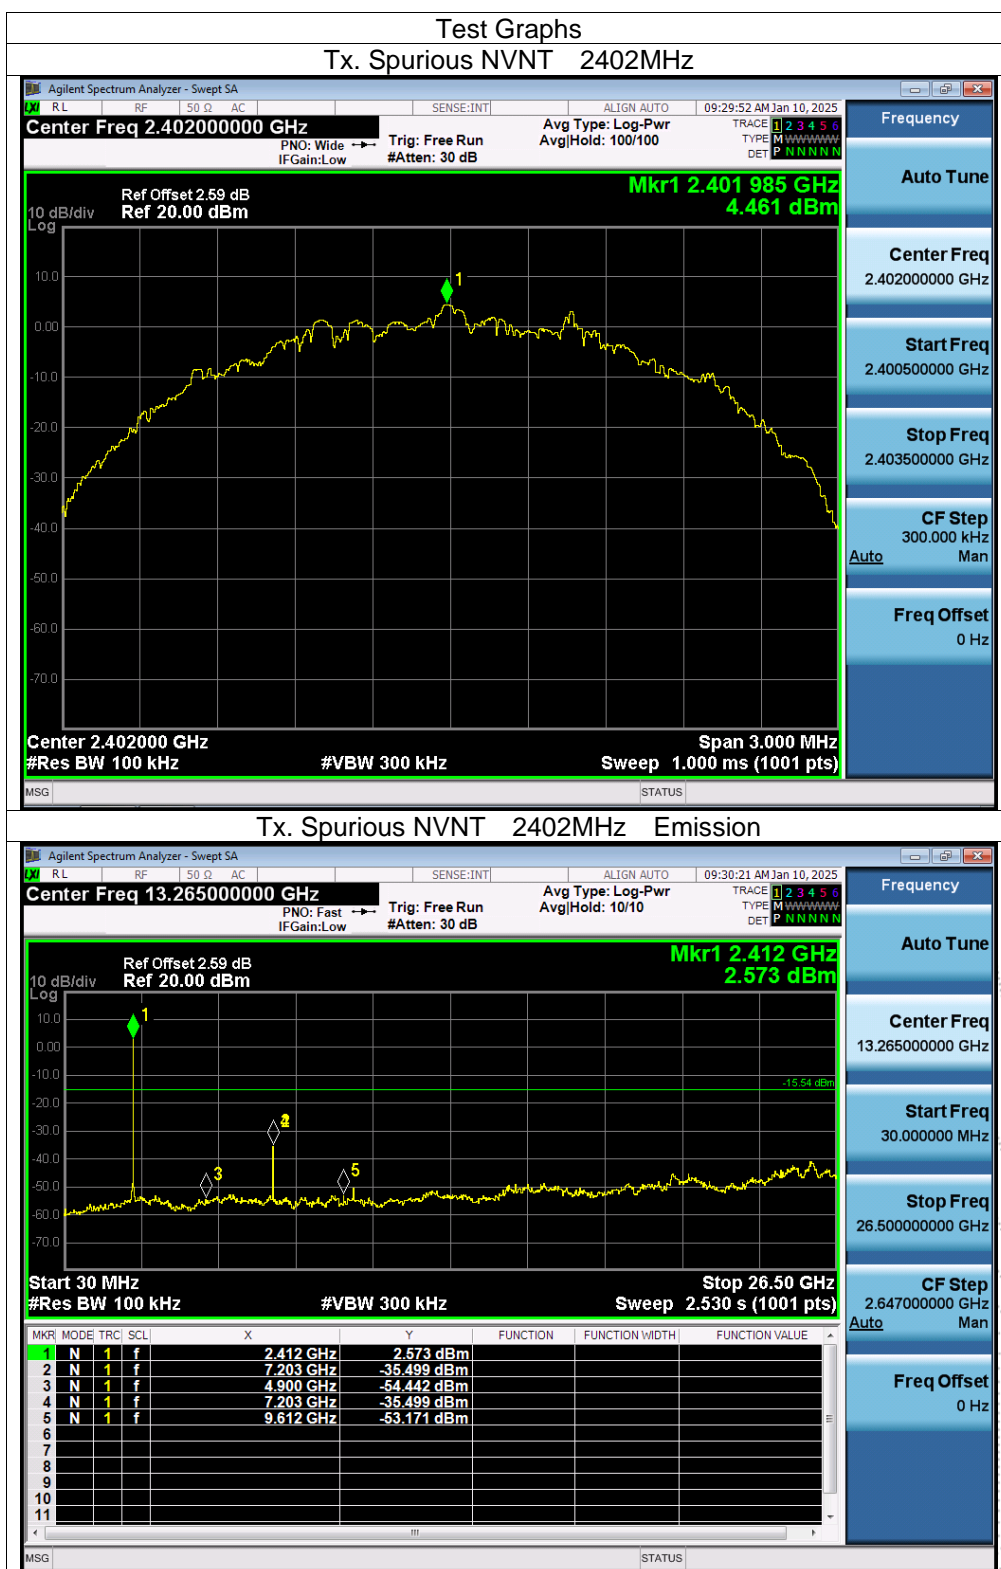 Test Graphs
Tx. Spurious NVNT 2402MHz
Agilent Spectrum Analyzer - Swept SA
LXI RL RF 50 Ω AC SENSE:INT ALIGN AUTO 09:29:52 AM Jan 10, 2025
Center Freq 2.402000000 GHz
PNO: Wide
IFGain:Low
Trig: Free Run
#Atten: 30 dB
Avg Type: Log-Pwr
Avg|Hold: 100/100
TRACE 1 2 3 4 5 6
TYPE M WWWWW
DET P N N N N N
Ref Offset 2.59 dB
10 dB/div Ref 20.00 dBm
Log
Mkr1 2.401 985 GHz
4.461 dBm
1
10.0
0.00
-10.0
-20.0
-30.0
-40.0
-50.0
-60.0
-70.0
Center 2.402000 GHz Span 3.000 MHz
#Res BW 100 kHz #VBW 300 kHz Sweep 1.000 ms (1001 pts)
MSG STATUS
Frequency
Auto Tune
Center Freq
2.402000000 GHz
Start Freq
2.400500000 GHz
Stop Freq
2.403500000 GHz
CF Step
300.000 kHz
Auto Man
Freq Offset
0 Hz
Tx. Spurious NVNT 2402MHz Emission
Agilent Spectrum Analyzer - Swept SA
LXI RL RF 50 Ω AC SENSE:INT ALIGN AUTO 09:30:21 AM Jan 10, 2025
Center Freq 13.265000000 GHz
PNO: Fast
IFGain:Low
Trig: Free Run
#Atten: 30 dB
Avg Type: Log-Pwr
Avg|Hold: 10/10
TRACE 1 2 3 4 5 6
TYPE M WWWWW
DET P N N N N N
Ref Offset 2.59 dB
10 dB/div Ref 20.00 dBm
Log
Mkr1 2.412 GHz
2.573 dBm
1
10.0
0.00
-10.0
-15.54 dBm
-20.0
-30.0
-40.0
3
5
-50.0
-60.0
-70.0
Start 30 MHz Stop 26.50 GHz
#Res BW 100 kHz #VBW 300 kHz Sweep 2.530 s (1001 pts)
MKR MODE TRC SCL X Y FUNCTION FUNCTION WIDTH FUNCTION VALUE
1 N 1 f 2.412 GHz 2.573 dBm
2 N 1 f 7.203 GHz -35.499 dBm
3 N 1 f 4.900 GHz -54.442 dBm
4 N 1 f 7.203 GHz -35.499 dBm
5 N 1 f 9.612 GHz -53.171 dBm
6
7
8
9
10
11
MSG STATUS
Frequency
Auto Tune
Center Freq
13.265000000 GHz
Start Freq
30.000000 MHz
Stop Freq
26.500000000 GHz
CF Step
2.647000000 GHz
Auto Man
Freq Offset
0 Hz